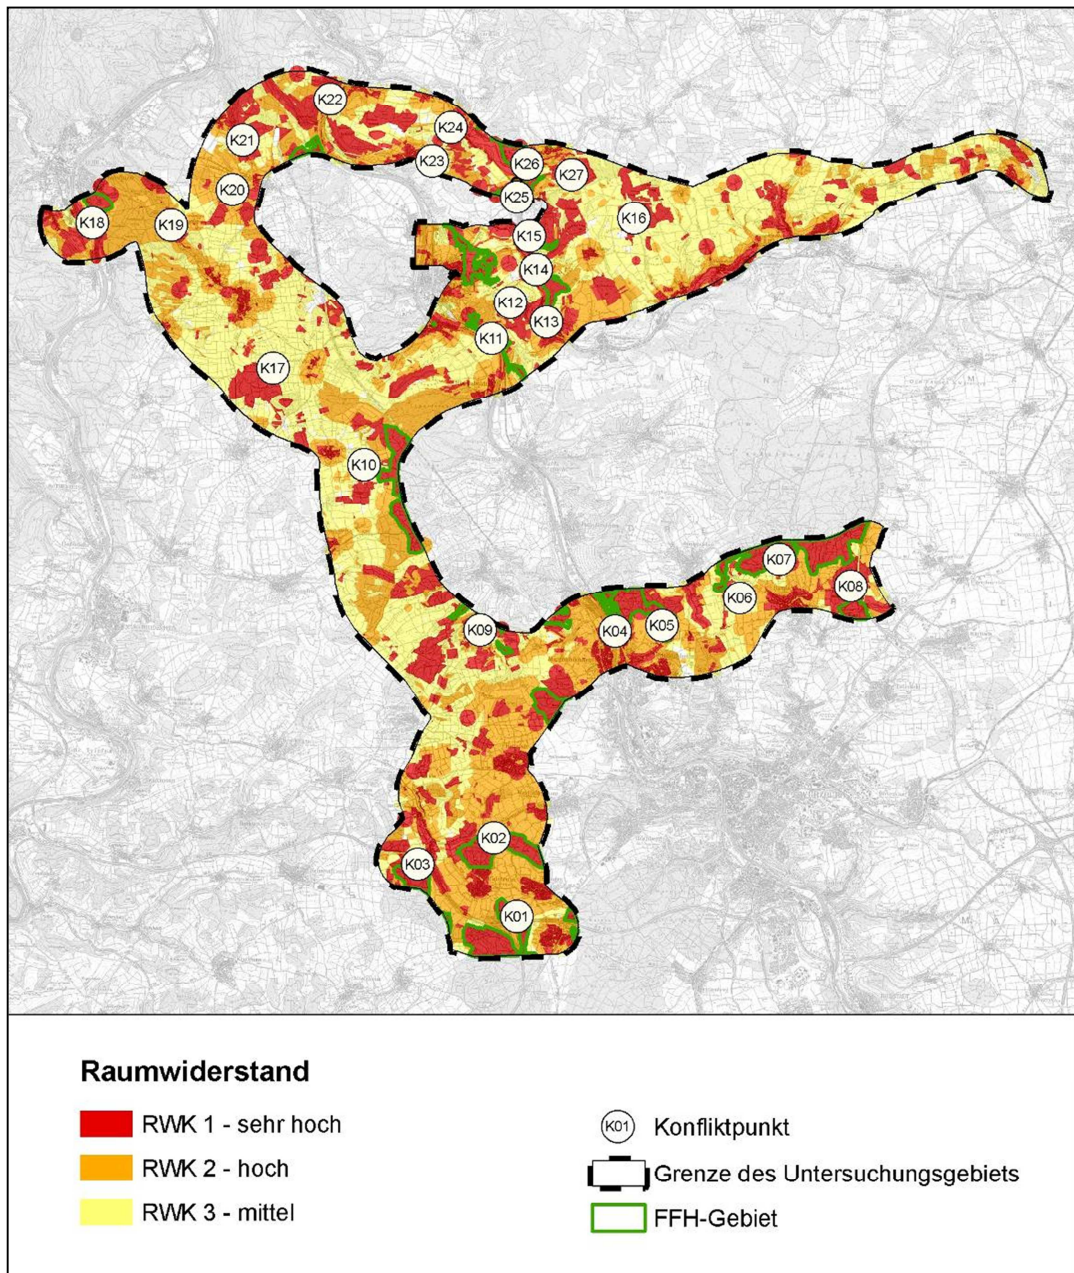 K22
K24
K21
K23
K26
K27
K20
K25
K18
K19
K16
K15
K14
K12
K13
K11
K17
K10
K07
K08
K06
K09
K04
K05
K02
K03
K01
Raumwiderstand
RWK 1 - sehr hoch
RWK 2 - hoch
RWK 3 - mittel
K01
Konfliktpunkt
Grenze des Untersuchungsgebiets
FFH-Gebiet